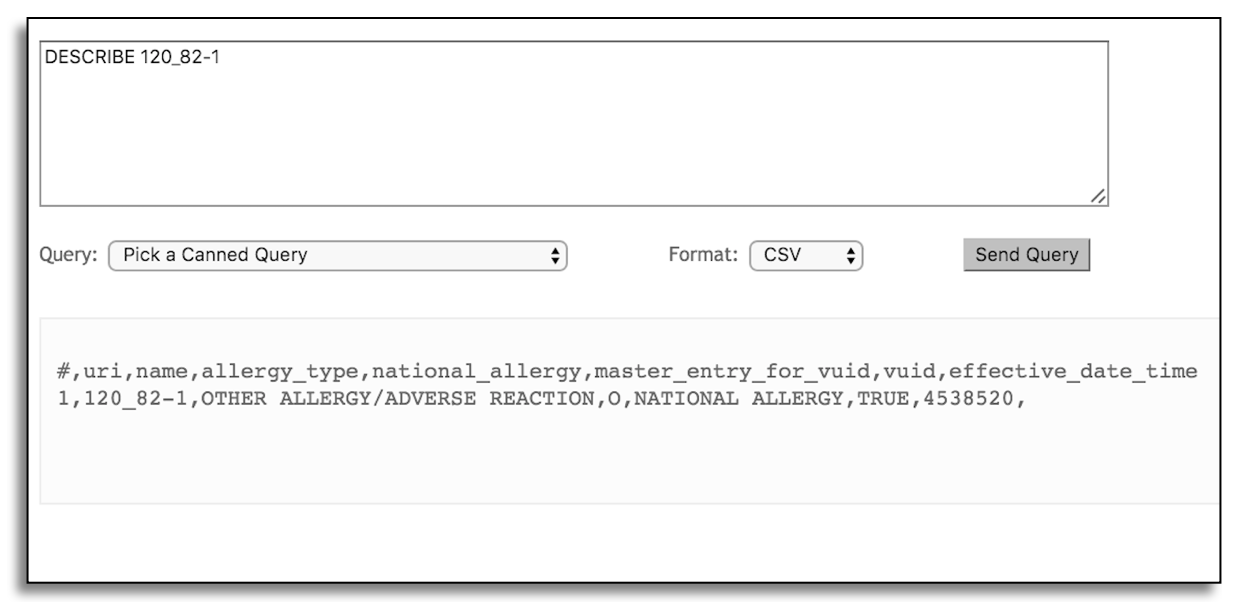 DESCRIBE 120_82-1
Query: Pick a Canned Query Format: CSV Send Query
#,uri,name,allergy_type,national_allergy,master_entry_for_vuid,vuid,effective_date_time
1,120_82-1,OTHER ALLERGY/ADVERSE REACTION,O,NATIONAL ALLERGY,TRUE,4538520,